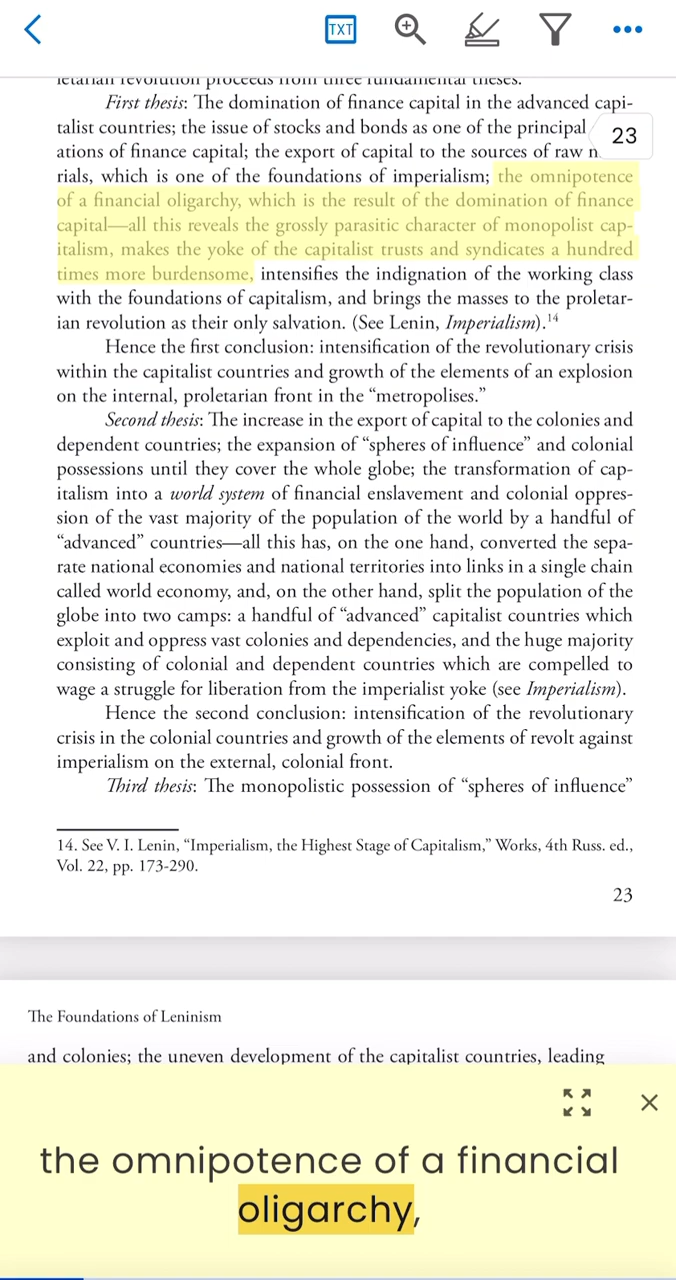 TXT
letarian revolution proceeds from three fundamental theses.
First thesis: The domination of finance capital in the advanced capi-
talist countries; the issue of stocks and bonds as one of the principal
23
ations of finance capital; the export of capital to the sources of raw
rials, which is one of the foundations of imperialism; the omnipotence
of a financial oligarchy, which is the result of the domination of finance
capital—all this reveals the grossly parasitic character of monopolist cap-
italism, makes the yoke of the capitalist trusts and syndicates a hundred
times more burdensome, intensifies the indignation of the working class
with the foundations of capitalism, and brings the masses to the proletar-
ian revolution as their only salvation. (See Lenin, Imperialism).14
Hence the first conclusion: intensification of the revolutionary crisis
within the capitalist countries and growth of the elements of an explosion
on the internal, proletarian front in the “metropolises.”
Second thesis: The increase in the export of capital to the colonies and
dependent countries; the expansion of “spheres of influence” and colonial
possessions until they cover the whole globe; the transformation of cap-
italism into a world system of financial enslavement and colonial oppres-
sion of the vast majority of the population of the world by a handful of
“advanced” countries—all this has, on the one hand, converted the sepa-
rate national economies and national territories into links in a single chain
called world economy, and, on the other hand, split the population of the
globe into two camps: a handful of “advanced” capitalist countries which
exploit and oppress vast colonies and dependencies, and the huge majority
consisting of colonial and dependent countries which are compelled to
wage a struggle for liberation from the imperialist yoke (see Imperialism).
Hence the second conclusion: intensification of the revolutionary
crisis in the colonial countries and growth of the elements of revolt against
imperialism on the external, colonial front.
Third thesis: The monopolistic possession of “spheres of influence”
14. See V. I. Lenin, “Imperialism, the Highest Stage of Capitalism,” Works, 4th Russ. ed.,
Vol. 22, pp. 173-290.
23
The Foundations of Leninism
and colonies; the uneven development of the capitalist countries, leading
the omnipotence of a financial
oligarchy,